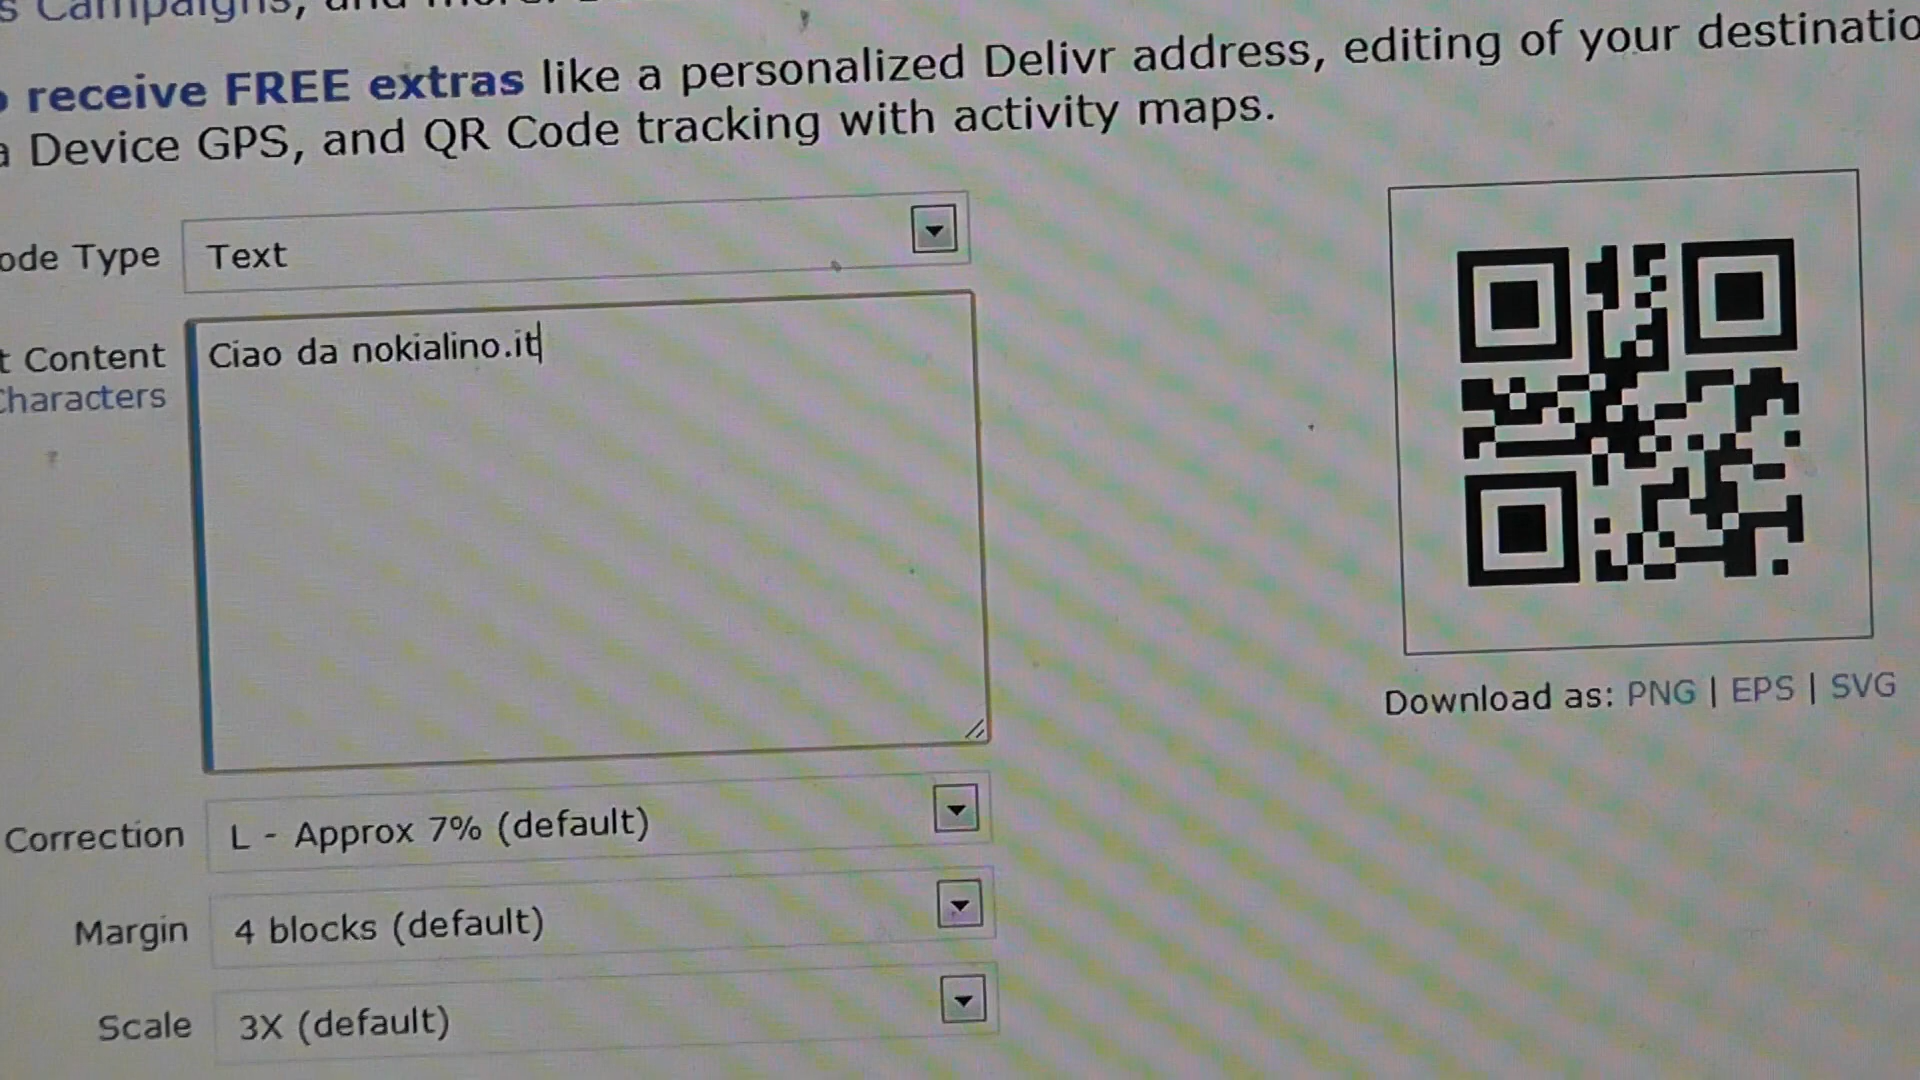 Campaigns,
receive FREE extras like a personalized Delivr address, editing of your
Device GPS, and QR Code tracking with activity maps.
Type Text
Content Ciao da nokialino.it
Characters
Correction L - Approx 7% (default)
Margin 4 blocks (default)
Scale 3X (default)
Download as: PNG | EPS | SVG